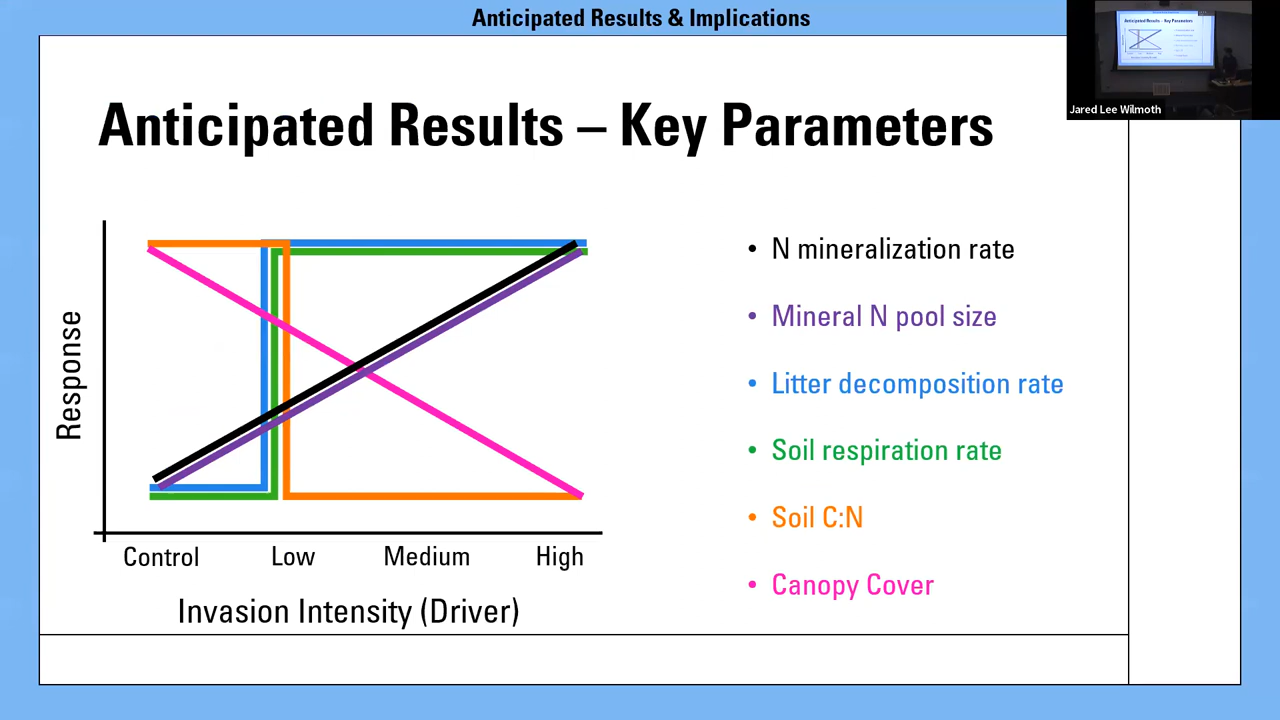 Anticipated Results & Implications
Jared Lee Wilmoth
Anticipated Results – Key Parameters
Response
Control
Low
Medium
High
Invasion Intensity (Driver)
• N mineralization rate
• Mineral N pool size
• Litter decomposition rate
• Soil respiration rate
• Soil C:N
• Canopy Cover